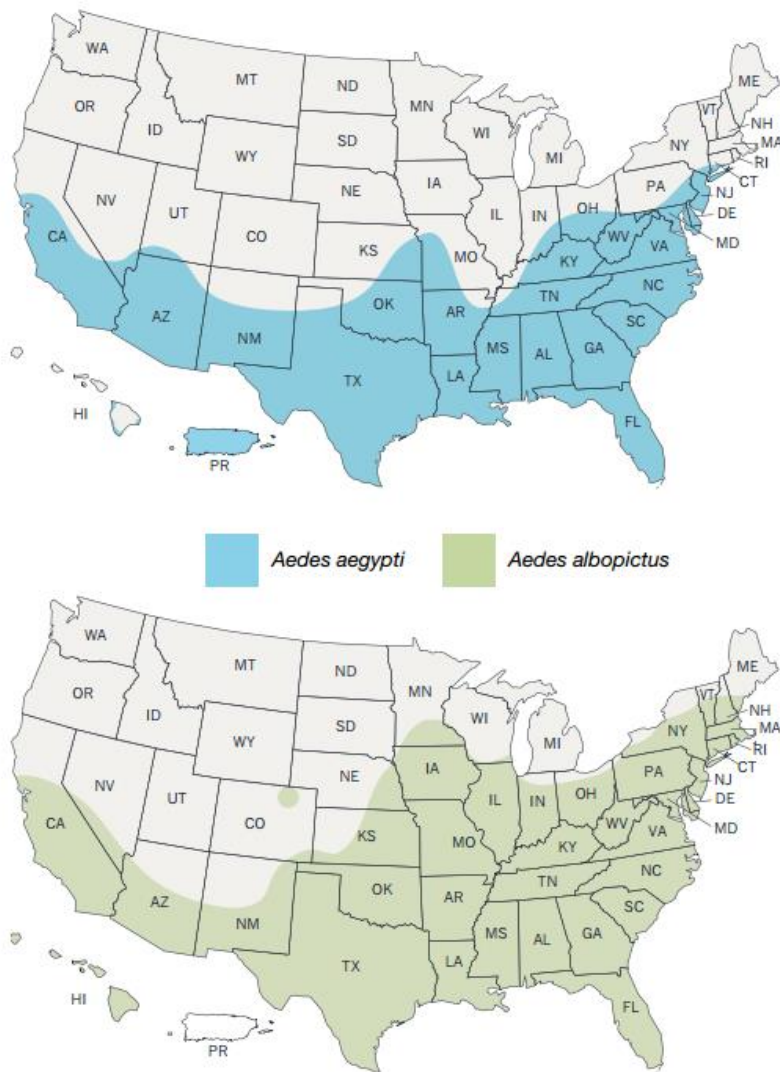 WA
MT
ND
MN
ME
OR
ID
SD
WI
VT
NH
MA
WY
MI
NY
RI
CT
NE
IA
PA
NJ
NV
UT
IL
IN
OH
DE
CA
CO
KS
MO
WV
VA
MD
KY
AZ
OK
AR
TN
NC
NM
SC
TX
MS
AL
GA
LA
HI
FL
PR
Aedes aegypti
Aedes albopictus
WA
MT
ND
MN
ME
OR
ID
SD
WI
VT
NH
MA
WY
MI
NY
RI
CT
NE
IA
PA
NJ
NV
UT
IL
IN
OH
DE
CA
CO
KS
MO
WV
VA
MD
KY
AZ
OK
AR
TN
NC
NM
SC
TX
MS
AL
GA
LA
HI
FL
PR